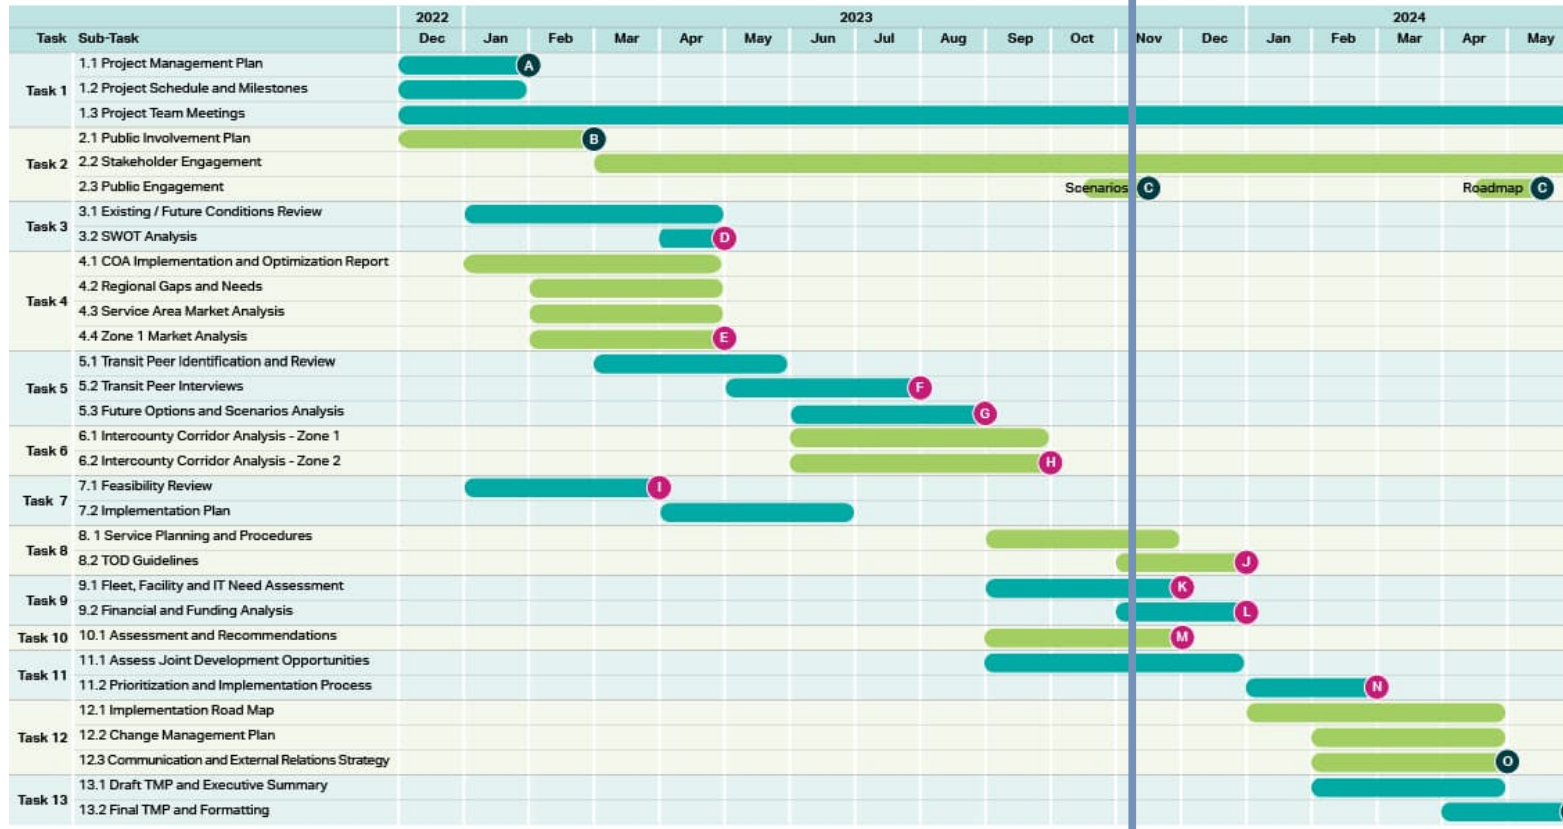 2022 2023 2024
Task Sub-Task Dec Jan Feb Mar Apr May Jun Jul Aug Sep Oct Nov Dec Jan Feb Mar Apr May
Task 1
1.1 Project Management Plan A
1.2 Project Schedule and Milestones
1.3 Project Team Meetings
Task 2
2.1 Public Involvement Plan B
2.2 Stakeholder Engagement
2.3 Public Engagement Scenarios C Roadmap C
Task 3
3.1 Existing / Future Conditions Review
3.2 SWOT Analysis D
Task 4
4.1 COA Implementation and Optimization Report
4.2 Regional Gaps and Needs
4.3 Service Area Market Analysis
4.4 Zone 1 Market Analysis E
Task 5
5.1 Transit Peer Identification and Review
5.2 Transit Peer Interviews F
5.3 Future Options and Scenarios Analysis G
Task 6
6.1 Intercounty Corridor Analysis - Zone 1
6.2 Intercounty Corridor Analysis - Zone 2 H
Task 7
7.1 Feasibility Review I
7.2 Implementation Plan
Task 8
8. 1 Service Planning and Procedures
8.2 TOD Guidelines J
Task 9
9.1 Fleet, Facility and IT Need Assessment K
9.2 Financial and Funding Analysis L
Task 10
10.1 Assessment and Recommendations M
Task 11
11.1 Assess Joint Development Opportunities
11.2 Prioritization and Implementation Process N
Task 12
12.1 Implementation Road Map
12.2 Change Management Plan
12.3 Communication and External Relations Strategy O
Task 13
13.1 Draft TMP and Executive Summary
13.2 Final TMP and Formatting